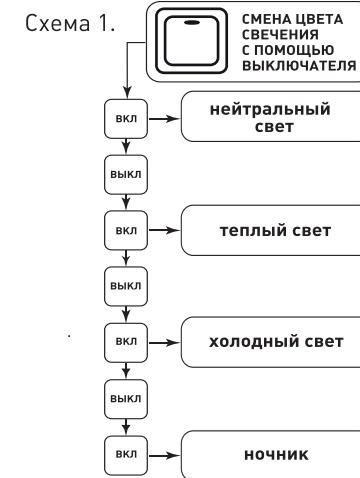 Схема 1.
СМЕНА ЦВЕТА
СВЕЧЕНИЯ
С ПОМОЩЬЮ
ВЫКЛЮЧАТЕЛЯ
ВКЛ
нейтральный
свет
ВЫКЛ
ВКЛ
теплый свет
ВЫКЛ
ВКЛ
холодный свет
ВЫКЛ
ВКЛ
ночник